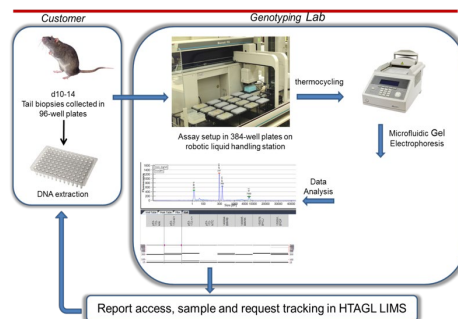 Customer
Genotyping Lab
d10-14
Tail biopsies collected in
96-well plates
DNA extraction
Assay setup in 384-well plates on
robotic liquid handling station
thermocycling
Microfluidic Gel
Electrophoresis
Data
Analysis
Report access, sample and request tracking in HTAGL LIMS